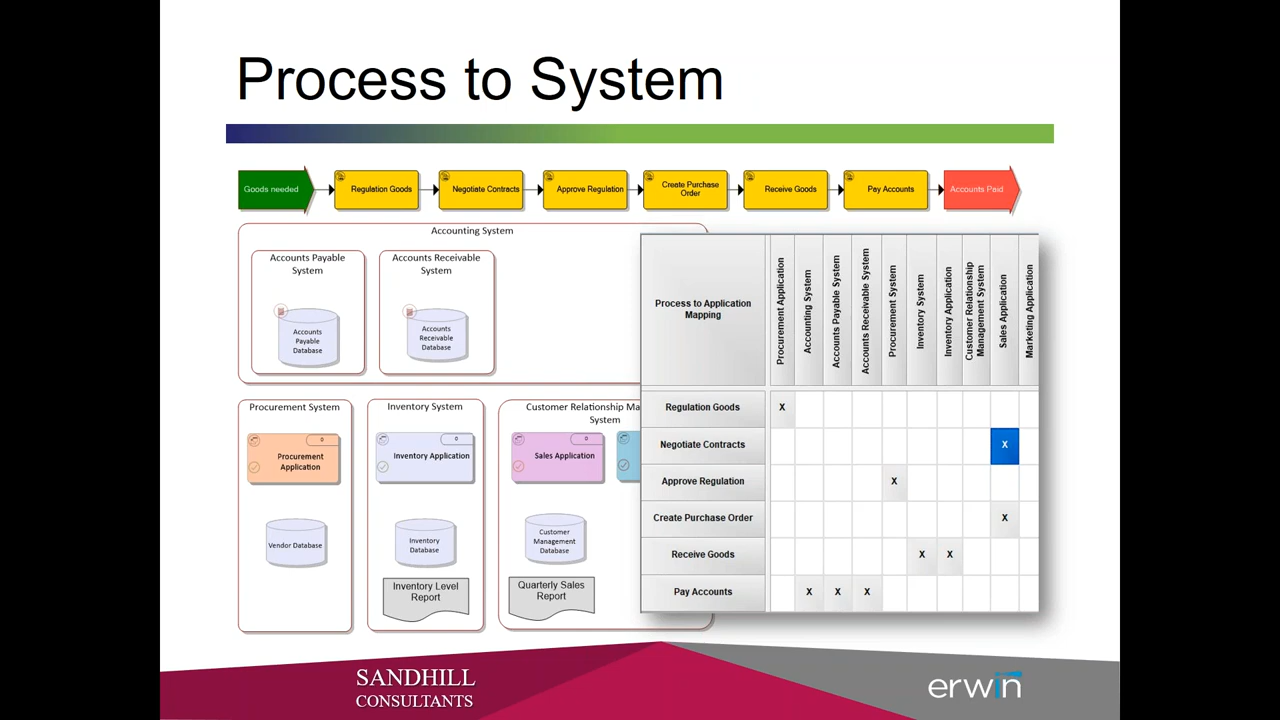 Process to System
Goods needed
Regulation Goods
Negotiate Contracts
Approve Regulation
Create Purchase
Order
Receive Goods
Pay Accounts
Accounts Paid
Accounting System
Accounts Payable
System
Accounts Receivable
System
Accounts
Payable
Database
Accounts
Receivable
Database
Procurement System
Inventory System
Customer Relationship Ma
System
0
Procurement
Application
0
Inventory Application
0
Sales Application
Vendor Database
Inventory
Database
Customer
Management
Database
Inventory Level
Report
Quarterly Sales
Report
Process to Application
Mapping
Procurement Application
Accounting System
Accounts Payable System
Accounts Receivable System
Procurement System
Inventory System
Inventory Application
Customer Relationship
Management System
Sales Application
Marketing Application
Regulation Goods X
Negotiate Contracts X
Approve Regulation X
Create Purchase Order X
Receive Goods X X
Pay Accounts X X X
SANDHILL
CONSULTANTS
erwin